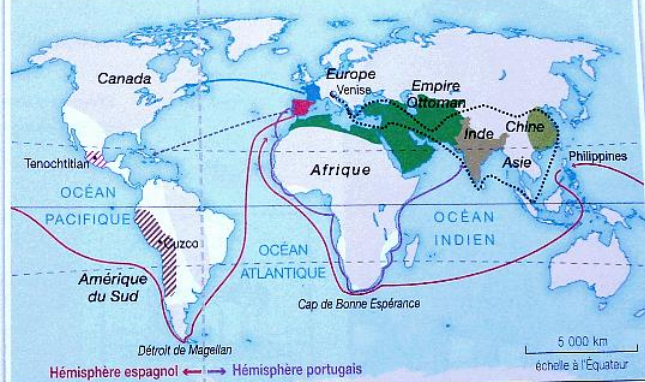 Canada
Europe
Venise
Empire
Ottoman
Inde
Chine
Asie
Tenochtitlan
Philippines
Afrique
OCÉAN
PACIFIQUE
OCÉAN
INDIEN
Cuzco
OCÉAN
ATLANTIQUE
Amérique
du Sud
Cap de Bonne Espérance
Détroit de Magellan
5 000 km
échelle à l'Équateur
Hémisphère espagnol
Hémisphère portugais